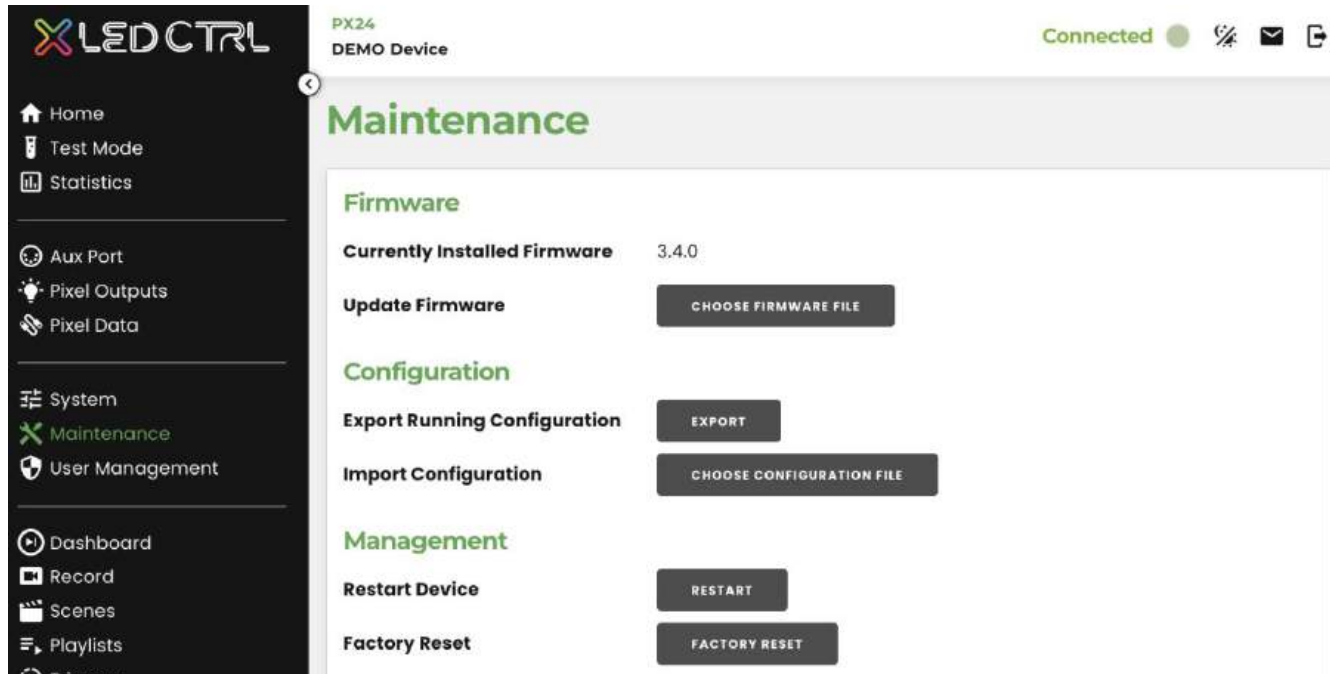 XLED CTRL
PX24
DEMO Device
Connected
Home
Test Mode
Statistics
Aux Port
Pixel Outputs
Pixel Data
System
Maintenance
User Management
Dashboard
Record
Scenes
Playlists
Maintenance
Firmware
Currently Installed Firmware 3.4.0
Update Firmware CHOOSE FIRMWARE FILE
Configuration
Export Running Configuration EXPORT
Import Configuration CHOOSE CONFIGURATION FILE
Management
Restart Device RESTART
Factory Reset FACTORY RESET